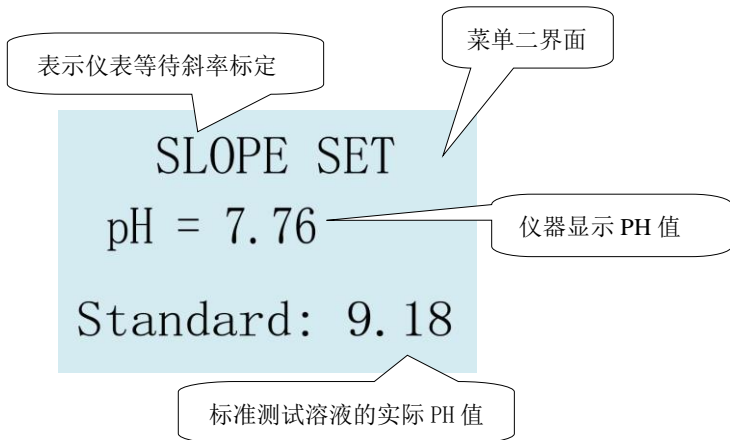 菜单二界面
表示仪表等待斜率标定
SLOPE SET
pH = 7.76
仪器显示 PH 值
Standard: 9.18
标准测试溶液的实际 PH 值